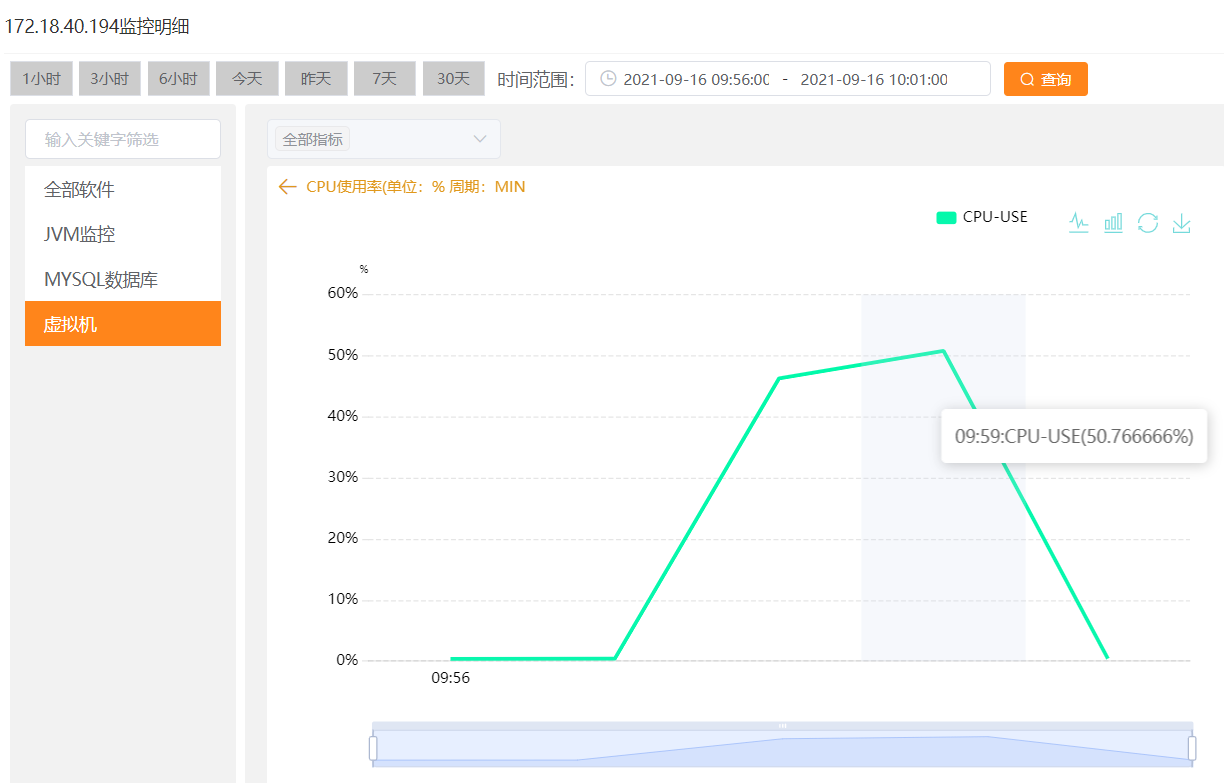 172.18.40.194监控明细
1小时 3小时 6小时 今天 昨天 7天 30天 时间范围： 2021-09-16 09:56:00 - 2021-09-16 10:01:00 查询
输入关键字筛选
全部指标
全部软件
JVM监控
MYSQL数据库
虚拟机
CPU使用率(单位：% 周期：MIN
CPU-USE
%
60%
50%
40%
09:59:CPU-USE(50.766666%)
30%
20%
10%
0%
09:56